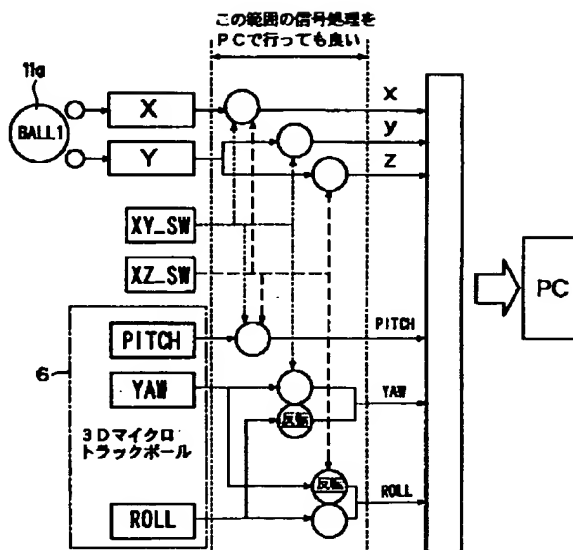 この範囲の信号処理を
PCで行っても良い
11a
BALL1
X
Y
x
y
z
XY_SW
XZ_SW
PC
6
PITCH
PITCH
YAW
反転
YAW
3Dマイクロ
トラックボール
反転
ROLL
ROLL